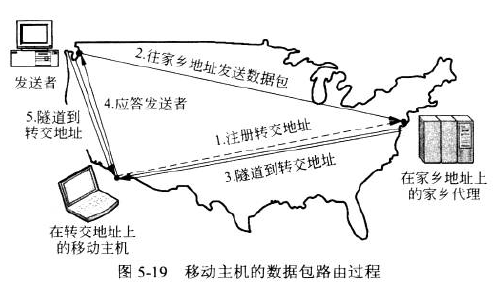 2.往家乡地址发送数据包
发送者
5.隧道到
转交地址
4.应答发送者
1.注册转交地址
3.隧道到转交地址
在家乡地址上
的家乡代理
在转交地址上
的移动主机
图 5-19 移动主机的数据包路由过程